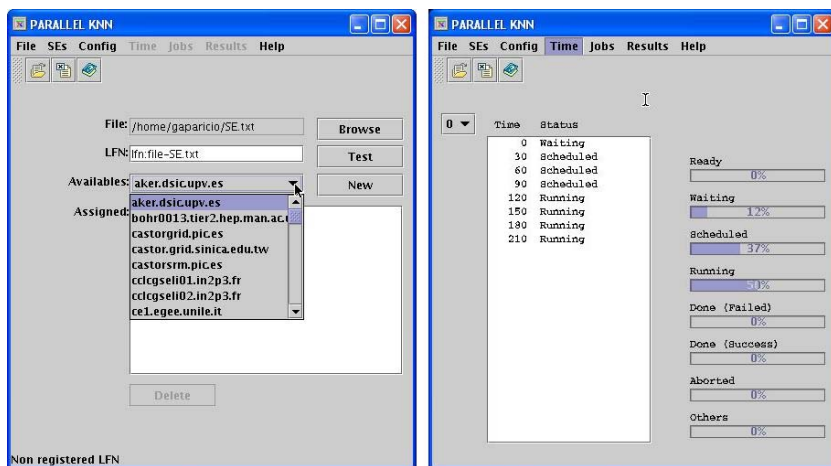 PARALLEL KNN
File SEs Config Time Jobs Results Help
File: /home/gaparicio/SE.txt Browse
LFN: lfn:file-SE.txt Test
Availables: aker.dsic.upv.es New
aker.dsic.upv.es
Assigned: bohr0013.tier2.hep.man.ac.u
castorgrid.pic.es
castor.grid.sinica.edu.tw
castorsrm.pic.es
cclcgseli01.in2p3.fr
cclcgseli02.in2p3.fr
ce1.egee.unile.it
Delete
Non registered LFN
PARALLEL KNN
File SEs Config Time Jobs Results Help
0 Time Status
0 Waiting
30 Scheduled
60 Scheduled
90 Scheduled
120 Running
150 Running
180 Running
210 Running
Ready
0%
Waiting
12%
Scheduled
37%
Running
50%
Done (Failed)
0%
Done (Success)
0%
Aborted
0%
Others
0%